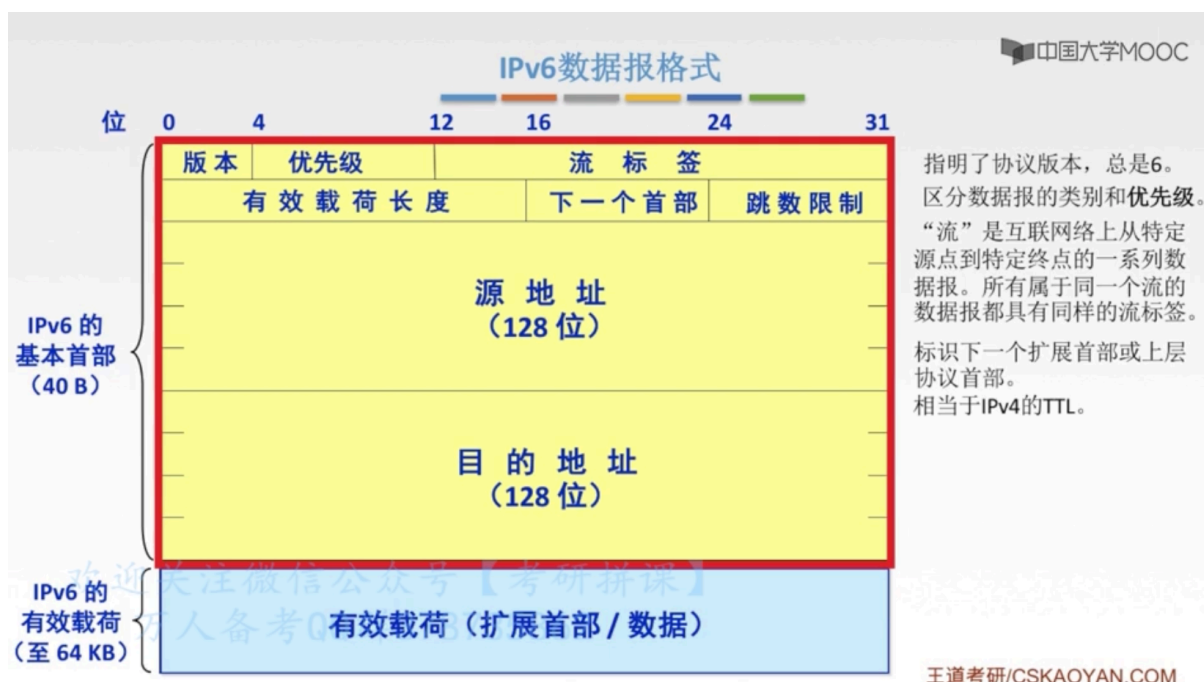 中国大学MOOC
IPv6数据报格式
位 0 4 12 16 24 31
版本 优先级 流标签
有效载荷长度 下一个首部 跳数限制
源地址
（128 位）
目的地址
（128 位）
IPv6 的
基本首部
（40 B）
指明了协议版本，总是6。
区分数据报的类别和优先级。
“流”是互联网络上从特定
源点到特定终点的一系列数
据报。所有属于同一个流的
数据报都具有同样的流标签。
标识下一个扩展首部或上层
协议首部。
相当于IPv4的TTL。
欢迎关注微信公众号【考研拼课】
万人备考Q
IPv6 的
有效载荷
（至 64 KB）
有效载荷（扩展首部 / 数据）
王道考研/CSKAOYAN.COM